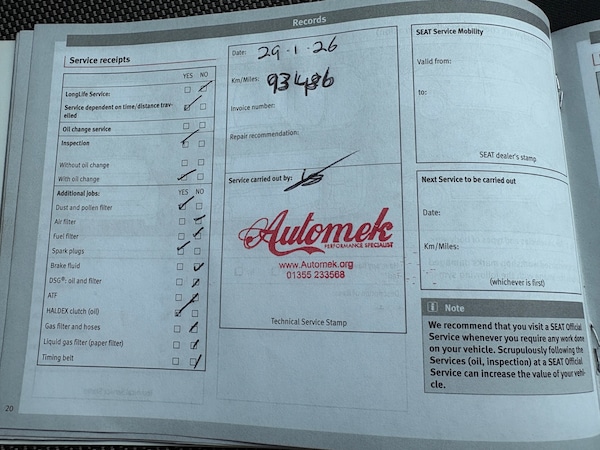 Records
Service receipts
YES NO
LongLife Service:
Service dependent on time/distance trav-
elled
Oil change service
Inspection
Without oil change
With oil change
Additional jobs: YES NO
Dust and pollen filter
Air filter
Fuel filter
Spark plugs
Brake fluid
DSG®: oil and filter
ATF
HALDEX clutch (oil)
Gas filter and hoses
Liquid gas filter (paper filter)
Timing belt
20
Date: 29-1-26
Km/Miles: 93486
Invoice number:
Repair recommendation:
Service carried out by:
Automek
PERFORMANCE SPECIALIST
www.Automek.org
01355 233568
Technical Service Stamp
SEAT Service Mobility
Valid from:
to:
SEAT dealer's stamp
Next Service to be carried out
Date:
Km/Miles:
(whichever is first)
i Note
We recommend that you visit a SEAT Official
Service whenever you require any work done
on your vehicle. Scrupulously following the
Services (oil, inspection) at a SEAT Official
Service can increase the value of your vehi-
cle.